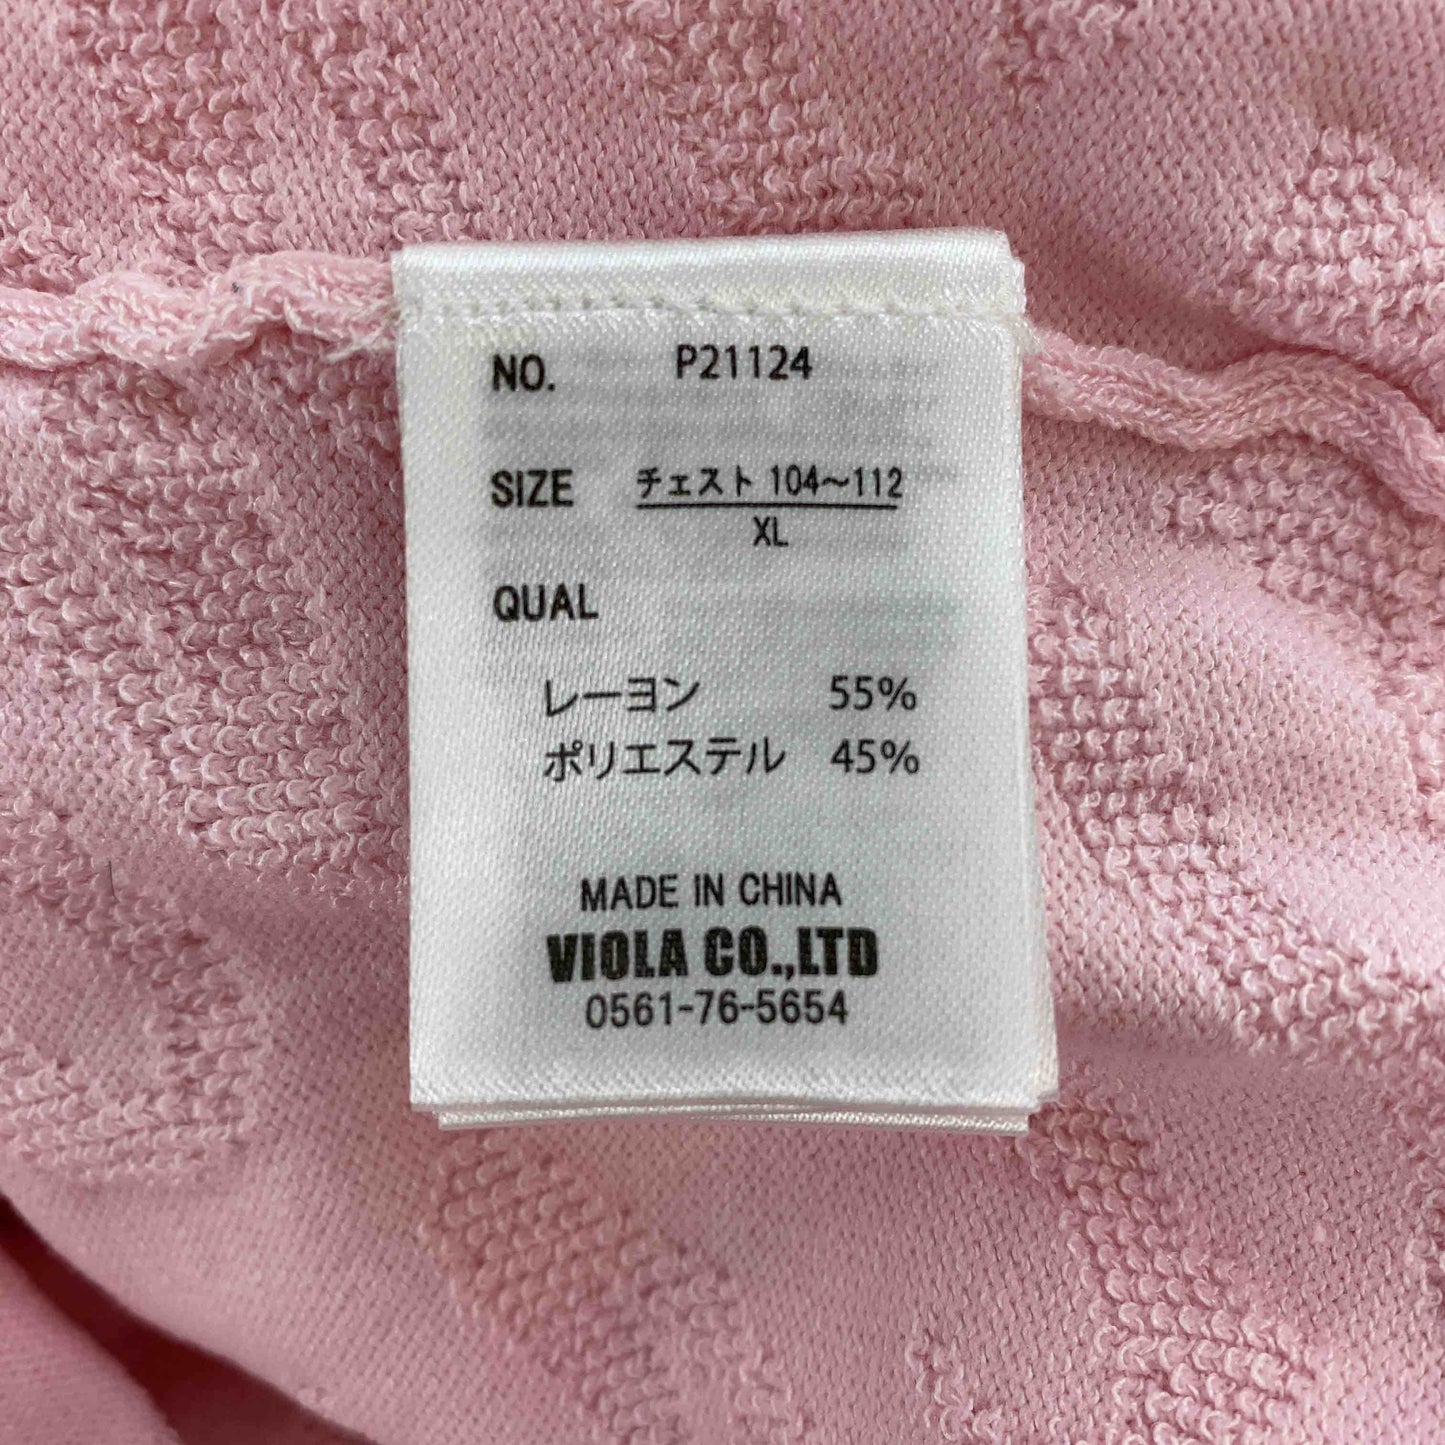 NO. P21124
SIZE チェスト 104～112
XL
QUAL
レーヨン 55%
ポリエステル 45%
MADE IN CHINA
VIOLA CO.,LTD
0561-76-5654